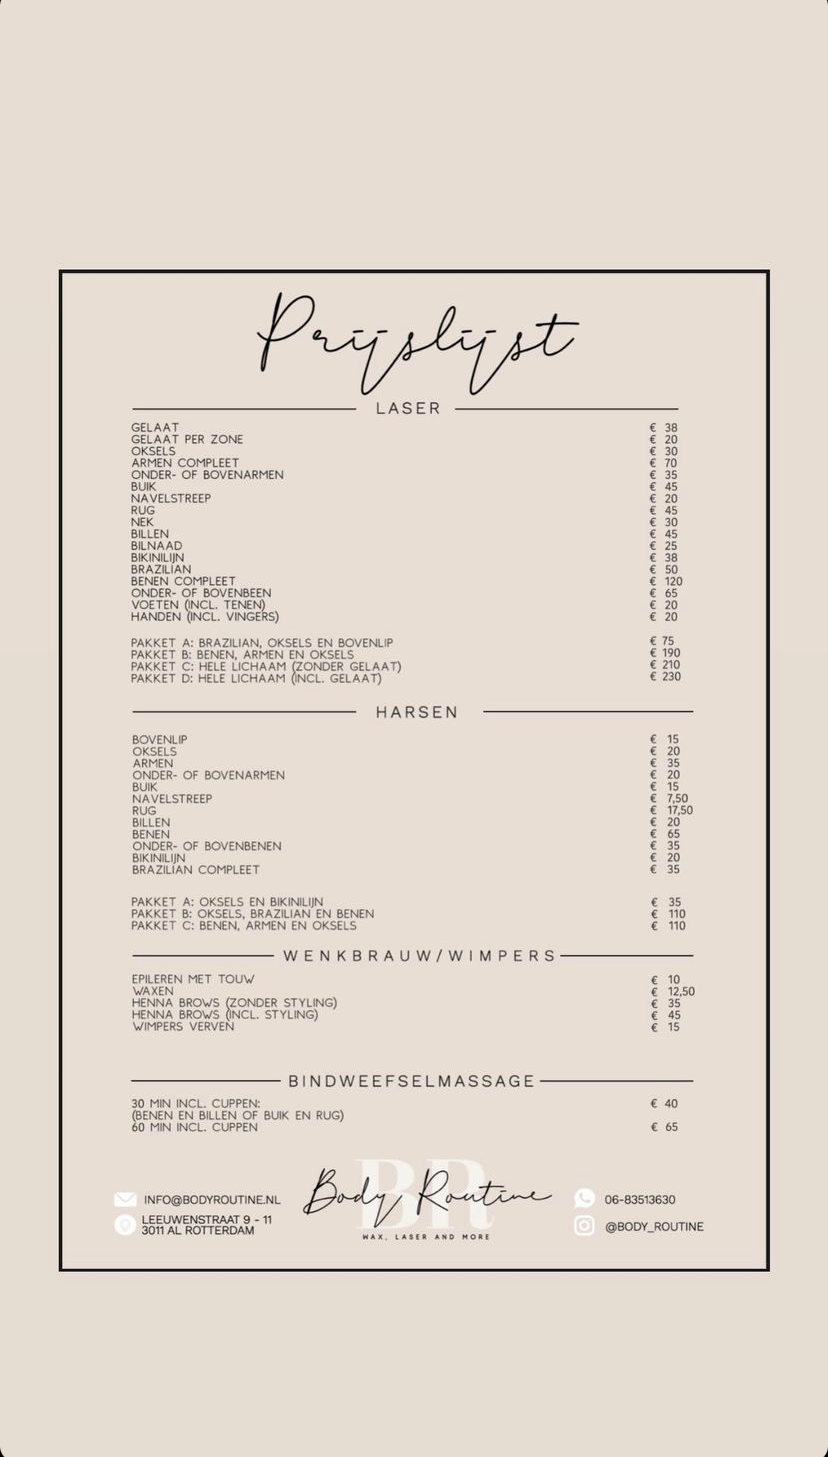 Prijslijst
LASER
GELAAT € 38
GELAAT PER ZONE € 20
OKSELS € 30
ARMEN COMPLEET € 70
ONDER- OF BOVENARMEN € 35
BUIK € 45
NAVELSTREEP € 20
RUG € 45
NEK € 30
BILLEN € 45
BILNAAD € 25
BIKINILIJN € 38
BRAZILIAN € 50
BENEN COMPLEET € 120
ONDER- OF BOVENBEEN € 65
VOETEN (INCL. TENEN) € 20
HANDEN (INCL. VINGERS) € 20
PAKKET A: BRAZILIAN, OKSELS EN BOVENLIP € 75
PAKKET B: BENEN, ARMEN EN OKSELS € 190
PAKKET C: HELE LICHAAM (ZONDER GELAAT) € 210
PAKKET D: HELE LICHAAM (INCL. GELAAT) € 230
HARSEN
BOVENLIP € 15
OKSELS € 20
ARMEN € 35
ONDER- OF BOVENARMEN € 20
BUIK € 15
NAVELSTREEP € 7,50
RUG € 17,50
BILLEN € 20
BENEN € 65
ONDER- OF BOVENBENEN € 35
BIKINILIJN € 20
BRAZILIAN COMPLEET € 35
PAKKET A: OKSELS EN BIKINILIJN € 35
PAKKET B: OKSELS, BRAZILIAN EN BENEN € 110
PAKKET C: BENEN, ARMEN EN OKSELS € 110
WENKBRAUW/WIMPERS
EPILEREN MET TOUW € 10
WAXEN € 12,50
HENNA BROWS (ZONDER STYLING) € 35
HENNA BROWS (INCL. STYLING) € 45
WIMPERS VERVEN € 15
BINDWEEFSELMASSAGE
30 MIN INCL. CUPPEN: € 40
(BENEN EN BILLEN OF BUIK EN RUG)
60 MIN INCL. CUPPEN € 65
INFO@BODYROUTINE.NL
LEEUWENSTRAAT 9 - 11
3011 AL ROTTERDAM
BR
Body Routine
WAX, LASER AND MORE
06-83513630
@BODY_ROUTINE